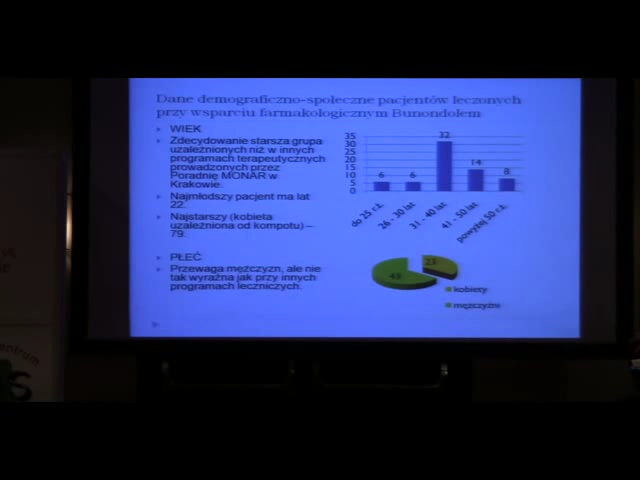 Dane demograficzno-społeczne pacjentów leczonych
przy wsparciu farmakologicznym Bunondolem
WIEK
Zdecydowanie starsza grupa
uzależnionych niż w innych
programach terapeutycznych
prowadzonych przez
Poradnię MONAR w
Krakowie.
Najmłodszy pacjent ma lat
22.
Najstarszy (kobieta
uzależniona od kompotu) –
79.
PŁEĆ
Przewaga mężczyzn, ale nie
tak wyraźna jak przy innych
programach leczniczych.
35
30
25
20
15
10
5
0
6
6
32
14
8
do 25 r.ż.
26 - 30 lat
31 - 40 lat
41 - 50 lat
powyżej 50 r.ż.
23
43
kobiety
mężczyźni